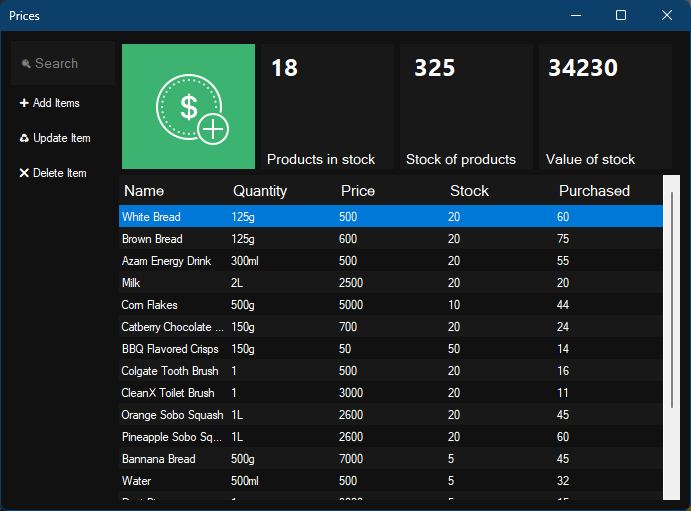 Prices
Search
Add Items
Update Item
Delete Item
$
18
Products in stock
325
Stock of products
34230
Value of stock
Name Quantity Price Stock Purchased
White Bread 125g 500 20 60
Brown Bread 125g 600 20 75
Azam Energy Drink 300ml 500 20 55
Milk 2L 2500 20 20
Corn Flakes 500g 5000 10 44
Catberry Chocolate ... 150g 700 20 24
BBQ Flavored Crisps 150g 50 50 14
Colgate Tooth Brush 1 500 20 16
CleanX Toilet Brush 1 3000 20 11
Orange Sobo Squash 1L 2600 20 45
Pineapple Sobo Sq... 1L 2600 20 60
Bannana Bread 500g 7000 5 45
Water 500ml 500 5 32